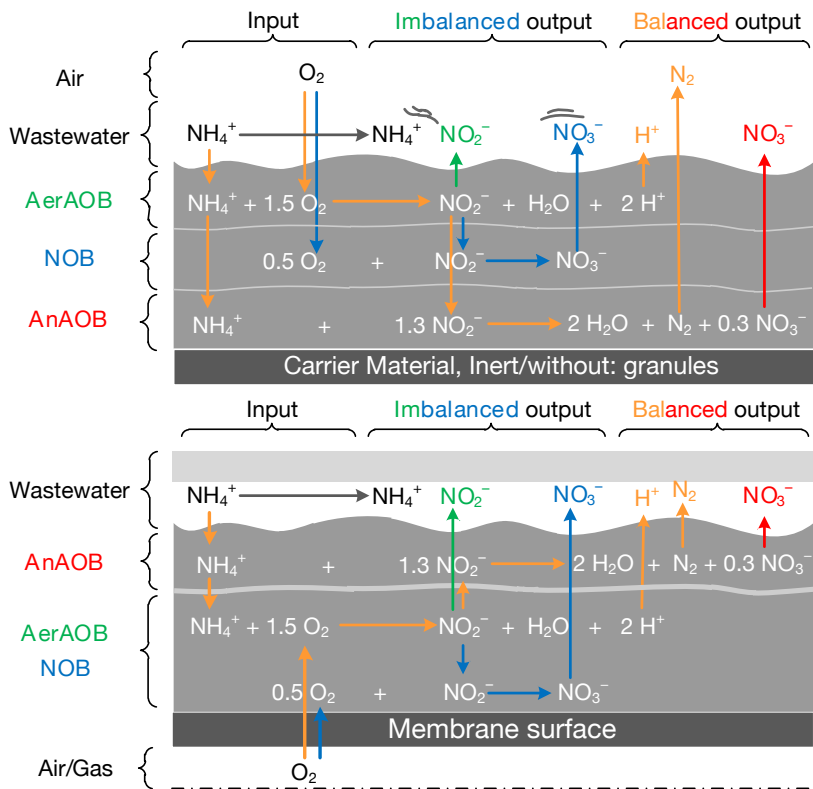 Input Imbalanced output Balanced output
Air O₂ N₂
Wastewater NH₄⁺ NH₄⁺ NO₂⁻ NO₃⁻ H⁺ NO₃⁻
AerAOB NH₄⁺ + 1.5 O₂ NO₂⁻ + H₂O + 2 H⁺
NOB 0.5 O₂ + NO₂⁻ NO₃⁻
AnAOB NH₄⁺ + 1.3 NO₂⁻ 2 H₂O + N₂ + 0.3 NO₃⁻
Carrier Material, Inert/without: granules
Input Imbalanced output Balanced output
Wastewater NH₄⁺ NH₄⁺ NO₂⁻ NO₃⁻ H⁺ N₂ NO₃⁻
AnAOB NH₄⁺ + 1.3 NO₂⁻ 2 H₂O + N₂ + 0.3 NO₃⁻
AerAOB NH₄⁺ + 1.5 O₂ NO₂⁻ + H₂O + 2 H⁺
NOB 0.5 O₂ + NO₂⁻ NO₃⁻
Membrane surface
Air/Gas O₂